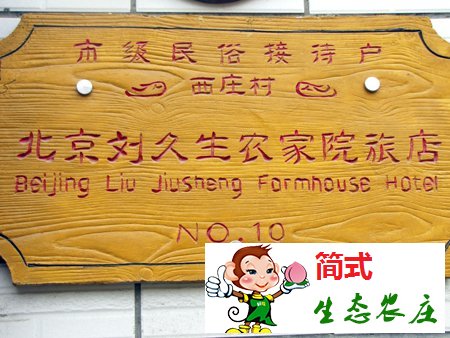 市级民俗接待户
西庄村
北京刘久生农家院旅店
Beijing Liu Jiusheng Farmhouse Hotel
NO.10
简式
生态农庄